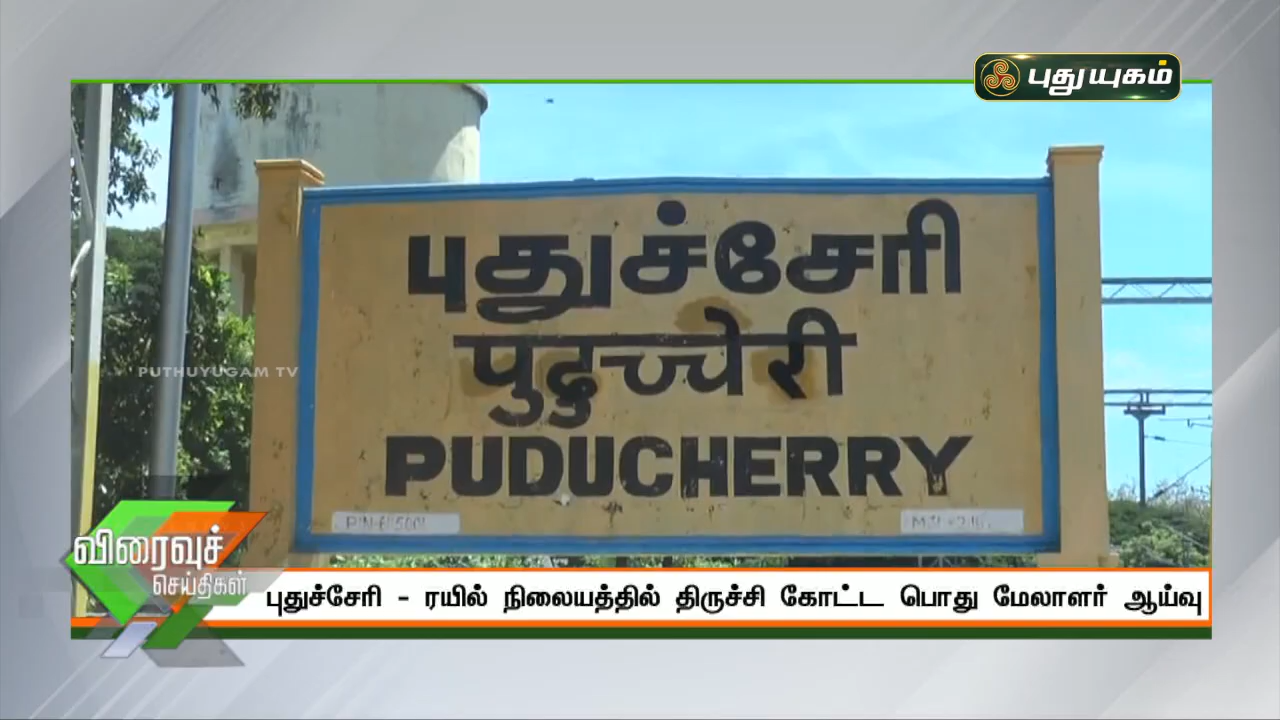 புதுயுகம்
புதுச்சேரி
पुदुच्चेरी
PUDUCHERRY
PUTHUYUGAM TV
விரைவுச்
செய்திகள்
புதுச்சேரி - ரயில் நிலையத்தில் திருச்சி கோட்ட பொது மேலாளர் ஆய்வு